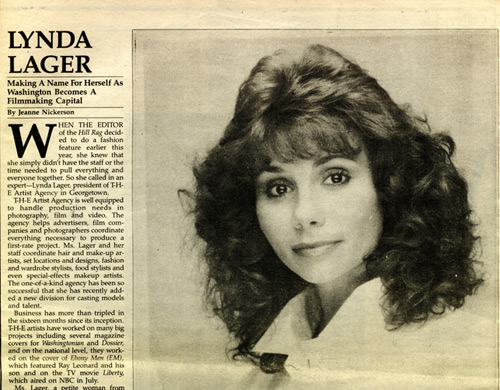 LYNDA
LAGER
Making A Name For Herself As
Washington Becomes A
Filmmaking Capital
By Jeanne Nickerson
WHEN THE EDITOR
of the Hill Rag decid-
ed to do a fashion
feature earlier this
year, she knew that
she simply didn't have the staff or the
time needed to pull everything and
everyone together. So she called in an
expert—Lynda Lager, president of T-H-
E Artist Agency in Georgetown.
T-H-E Artist Agency is well equipped
to handle production needs in
photography, film and video. The
agency helps advertisers, film com-
panies and photographers coordinate
everything necessary to produce a
first-rate project. Ms. Lager and her
staff coordinate hair and make-up ar-
tists, set locations and designs, fashion
and wardrobe stylists, food stylists and
even special-effects makeup artists.
The one-of-a-kind agency has been so
successful that she has recently add-
ed a new division for casting models
and talent.
Business has more than tripled in
the sixteen months since its inception.
T-H-E artists have worked on many big
projects including several magazine
covers for Washingtonian and Dossier,
and on the national level, they work-
ed on the cover of Ebony Men (EM),
which featured Ray Leonard and his
son and on the TV movie Liberty,
which aired on NBC in July.
Ms. Lager, a petite woman from